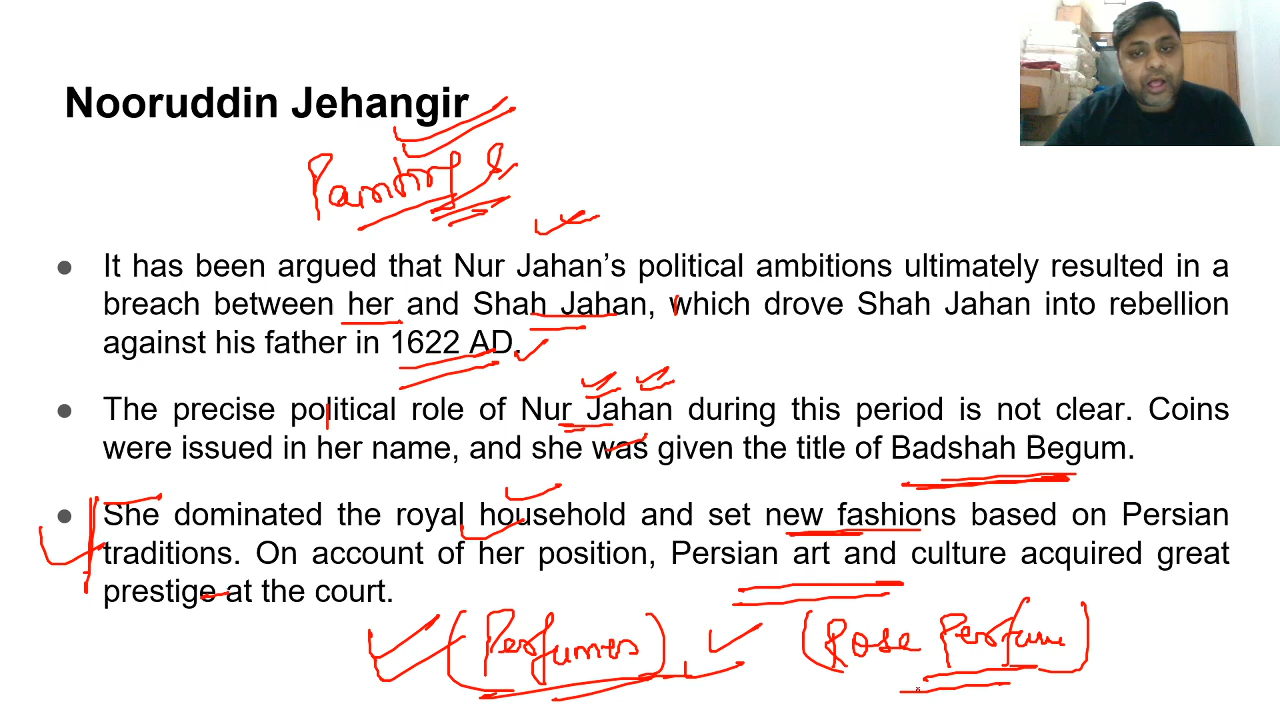 Nooruddin Jehangir
● It has been argued that Nur Jahan’s political ambitions ultimately resulted in a
breach between her and Shah Jahan, which drove Shah Jahan into rebellion
against his father in 1622 AD.
● The precise political role of Nur Jahan during this period is not clear. Coins
were issued in her name, and she was given the title of Badshah Begum.
● She dominated the royal household and set new fashions based on Persian
traditions. On account of her position, Persian art and culture acquired great
prestige at the court.
(Perfumes) (Rose Perfume)